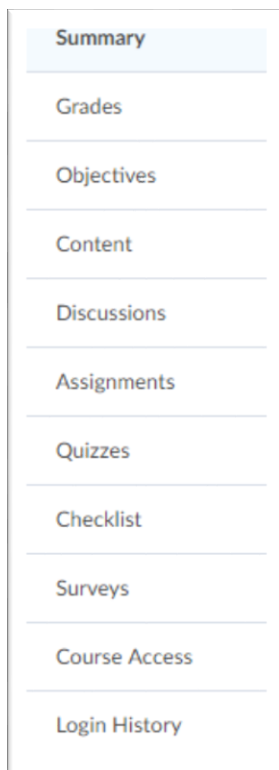 Summary
Grades
Objectives
Content
Discussions
Assignments
Quizzes
Checklist
Surveys
Course Access
Login History